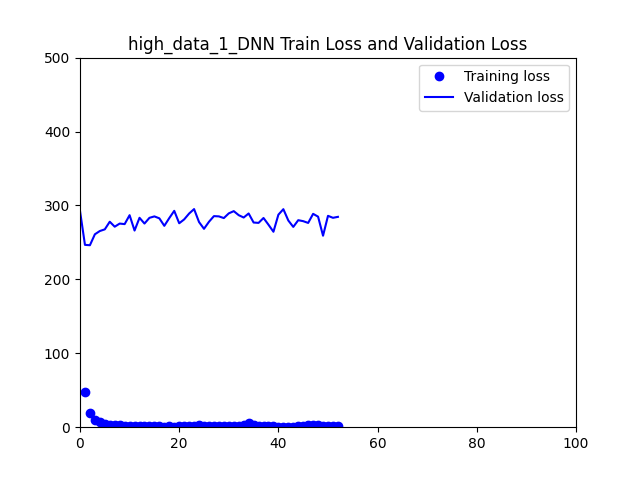 high_data_1_DNN Train Loss and Validation Loss
500
400
300
200
100
0
0 20 40 60 80 100
Training loss
Validation loss